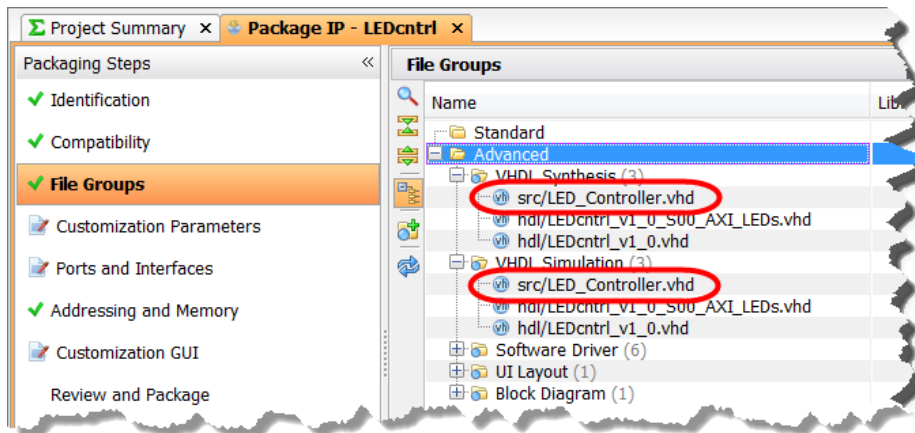 Project Summary × Package IP - LEDcntrl ×
Packaging Steps «
Identification
Compatibility
File Groups
Customization Parameters
Ports and Interfaces
Addressing and Memory
Customization GUI
Review and Package
File Groups
Name
Standard
Advanced
VHDL Synthesis (3)
src/LED_Controller.vhd
hdl/LEDcntrl_v1_0_S00_AXI_LEDs.vhd
hdl/LEDcntrl_v1_0.vhd
VHDL Simulation (3)
src/LED_Controller.vhd
hdl/LEDcntrl_v1_0_S00_AXI_LEDs.vhd
hdl/LEDcntrl_v1_0.vhd
Software Driver (6)
UI Layout (1)
Block Diagram (1)